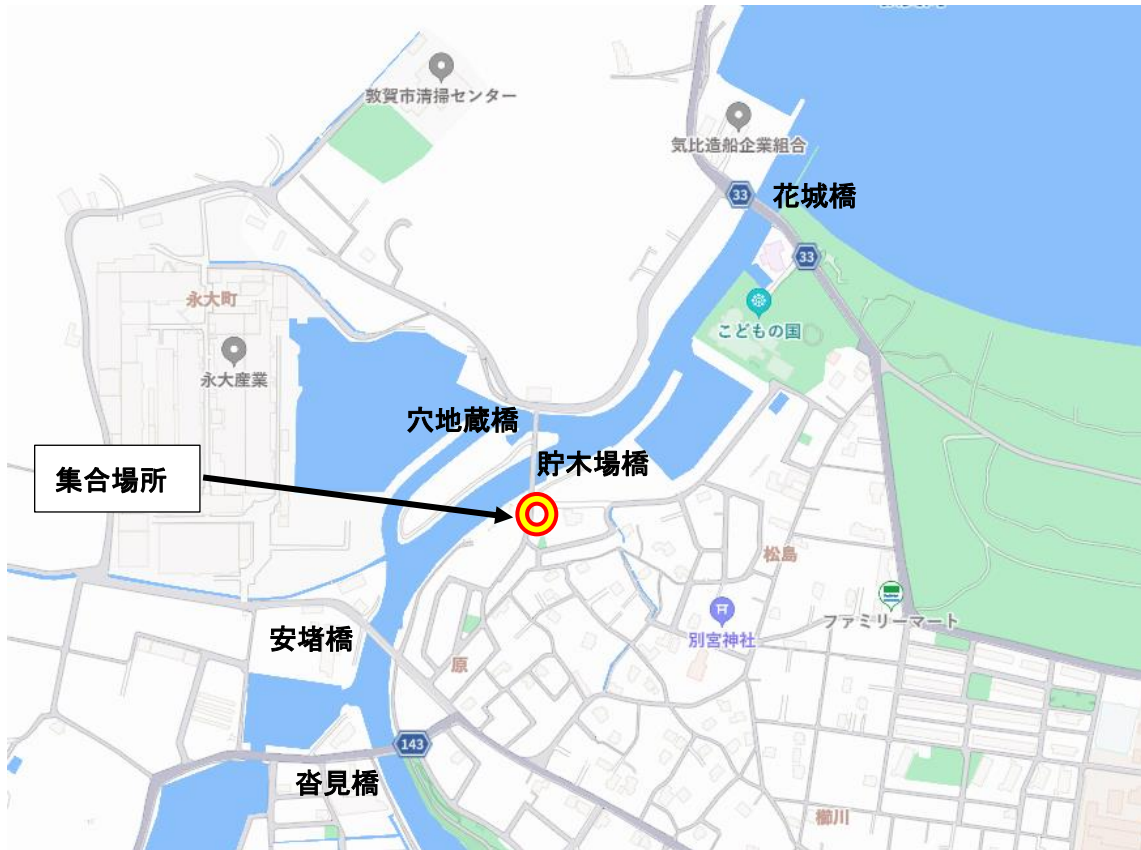 敦賀市清掃センター
気比造船企業組合
33
花城橋
33
永大町
こどもの国
永大産業
穴地蔵橋
貯木場橋
集合場所
松島
ファミリーマート
別宮神社
安堵橋
原
143
沓見橋
櫛川